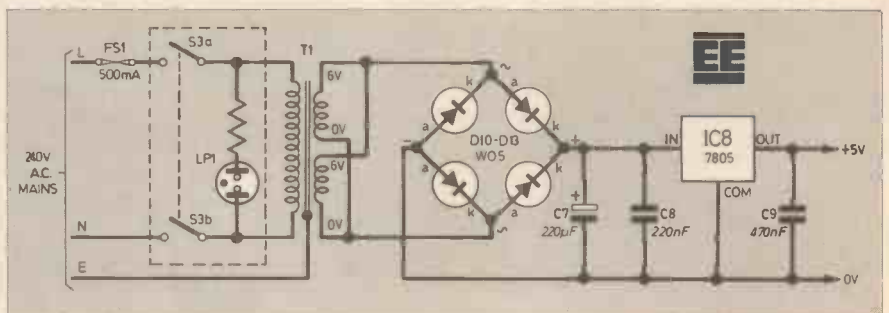 L
FS1
500mA
S3a
T1
6V
0V
6V
0V
LP1
240V
A.C.
MAINS
N
S3b
E
~
a
k
a
k
D10-D13
W05
-
+
a
k
a
k
~
+
C7
220µF
C8
220nF
IN
IC8
7805
OUT
COM
C9
470nF
+5V
0V
EE